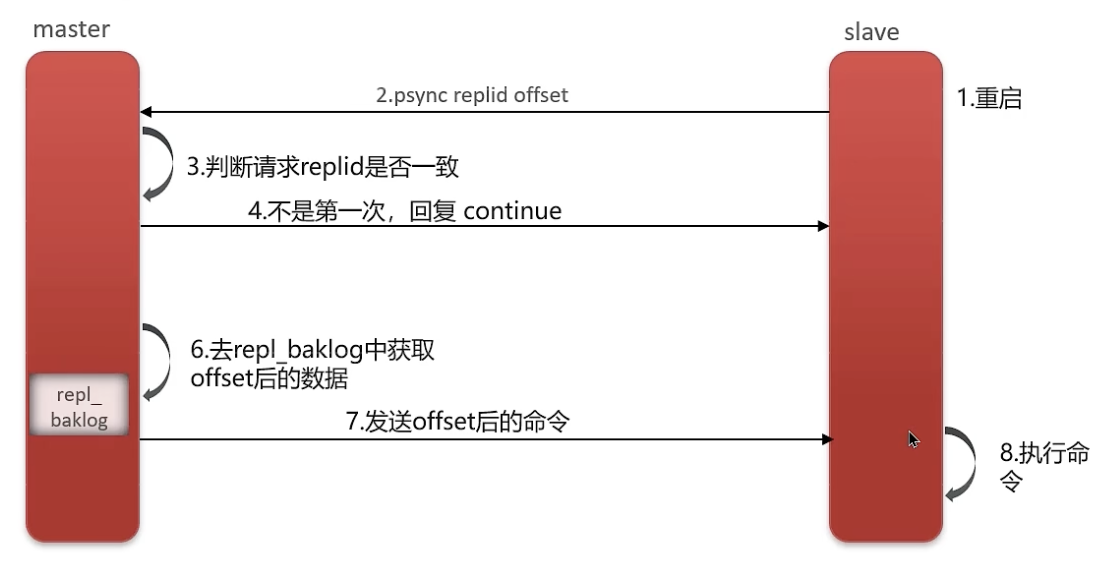 master
slave
2.psync replid offset
1.重启
3.判断请求replid是否一致
4.不是第一次，回复 continue
6.去repl_baklog中获取
offset后的数据
repl_
baklog
7.发送offset后的命令
8.执行命
令